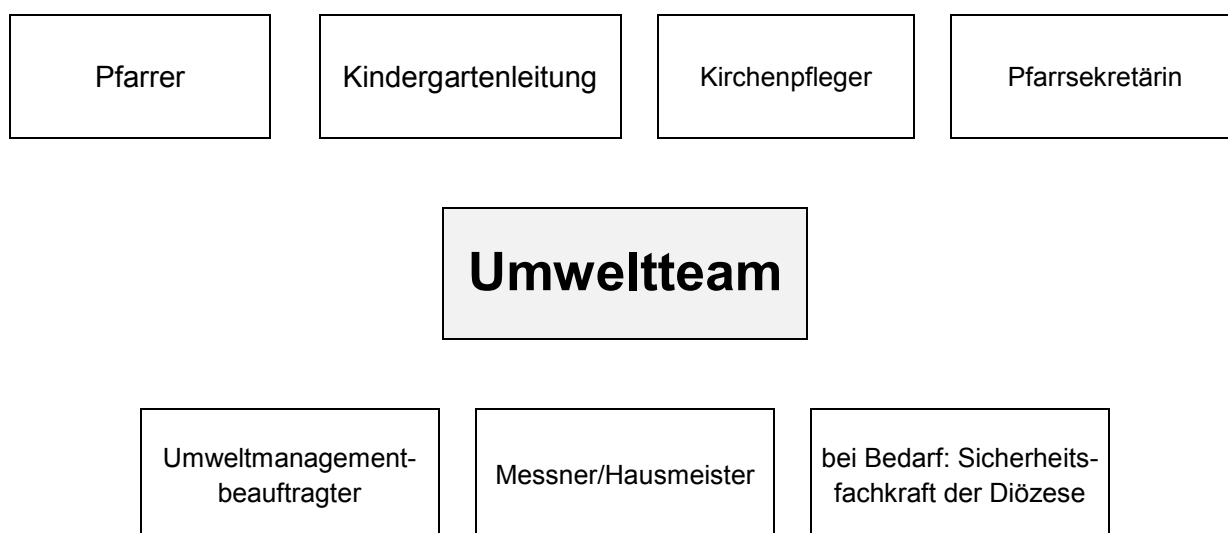 Pfarrer
Kindergartenleitung
Kirchenpfleger
Pfarrsekretärin
Umweltteam
Umweltmanagement-
beauftragter
Messner/Hausmeister
bei Bedarf: Sicherheits-
fachkraft der Diözese